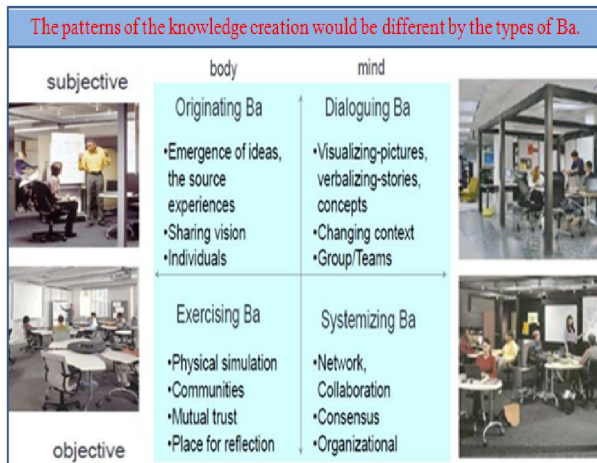 The patterns of the knowledge creation would be different by the types of Ba.
body
mind
subjective
Originating Ba
•Emergence of ideas,
the source
experiences
•Sharing vision
•Individuals
Dialoguing Ba
•Visualizing-pictures,
verbalizing-stories,
concepts
•Changing context
•Group/Teams
Exercising Ba
•Physical simulation
•Communities
•Mutual trust
•Place for reflection
Systemizing Ba
•Network,
Collaboration
•Consensus
•Organizational
objective